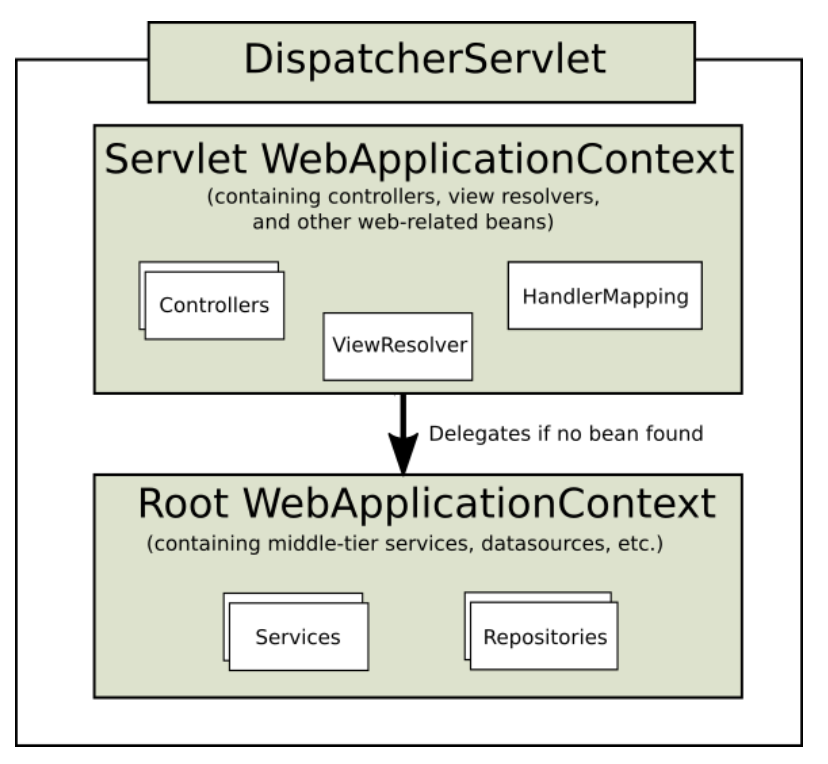 DispatcherServlet
Servlet WebApplicationContext
(containing controllers, view resolvers,
and other web-related beans)
Controllers
HandlerMapping
ViewResolver
Delegates if no bean found
Root WebApplicationContext
(containing middle-tier services, datasources, etc.)
Services
Repositories